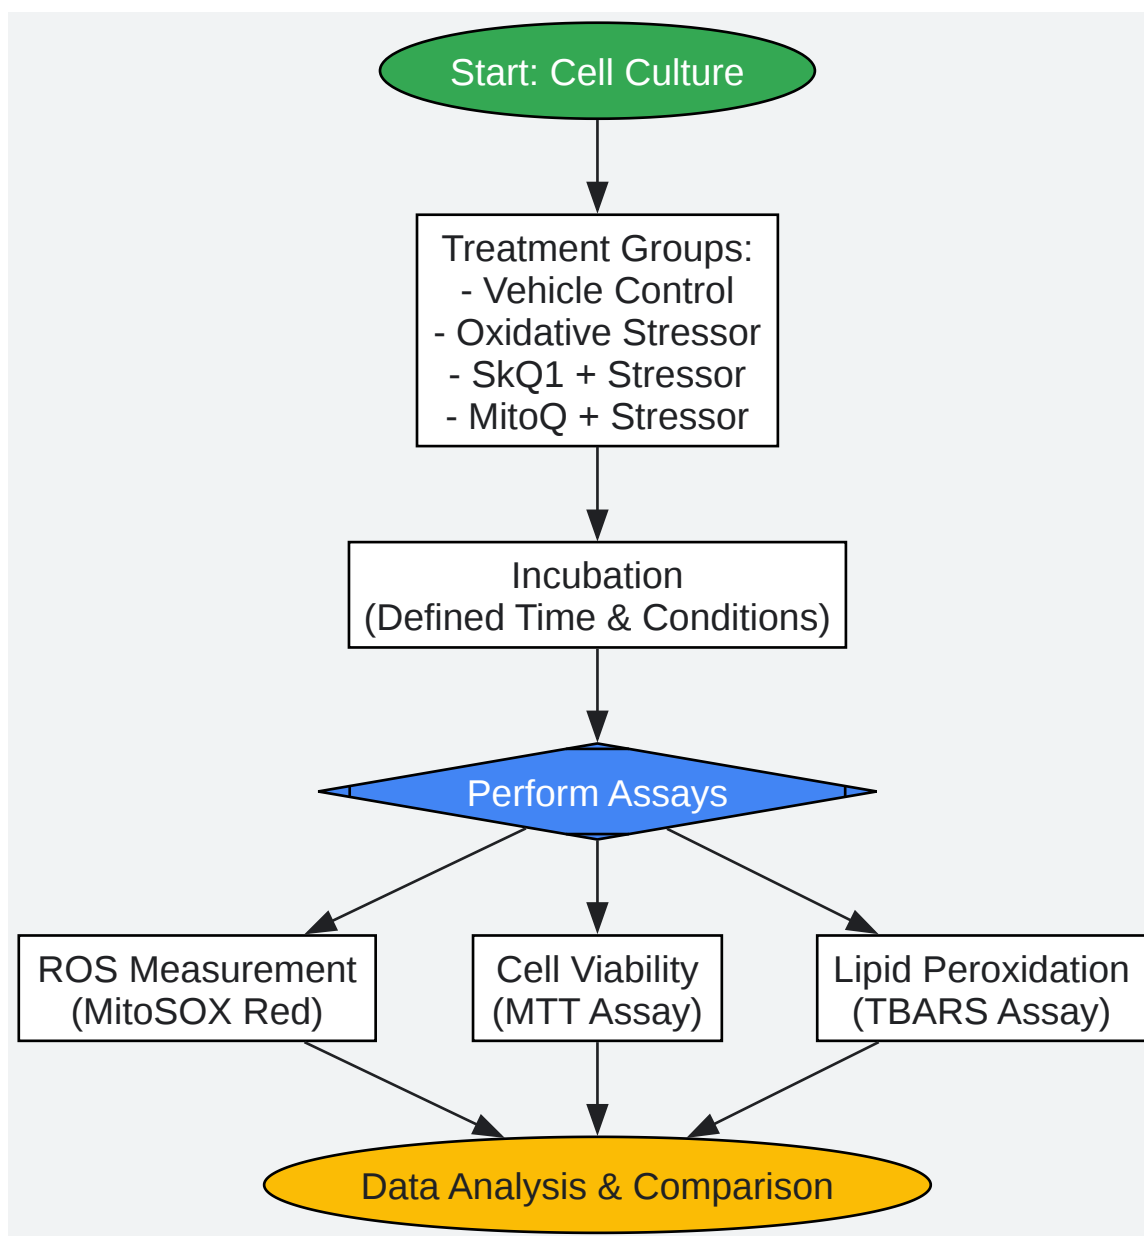 Start: Cell Culture
Treatment Groups:
- Vehicle Control
- Oxidative Stressor
- SkQ1 + Stressor
- MitoQ + Stressor
Incubation
(Defined Time & Conditions)
Perform Assays
ROS Measurement
(MitoSOX Red)
Cell Viability
(MTT Assay)
Lipid Peroxidation
(TBARS Assay)
Data Analysis & Comparison